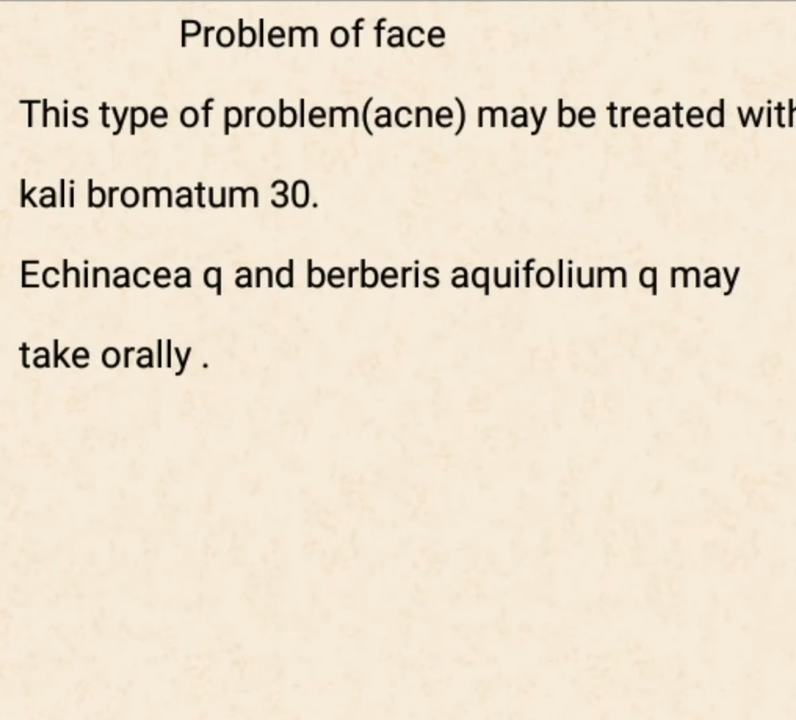 Problem of face
This type of problem(acne) may be treated with
kali bromatum 30.
Echinacea q and berberis aquifolium q may
take orally .